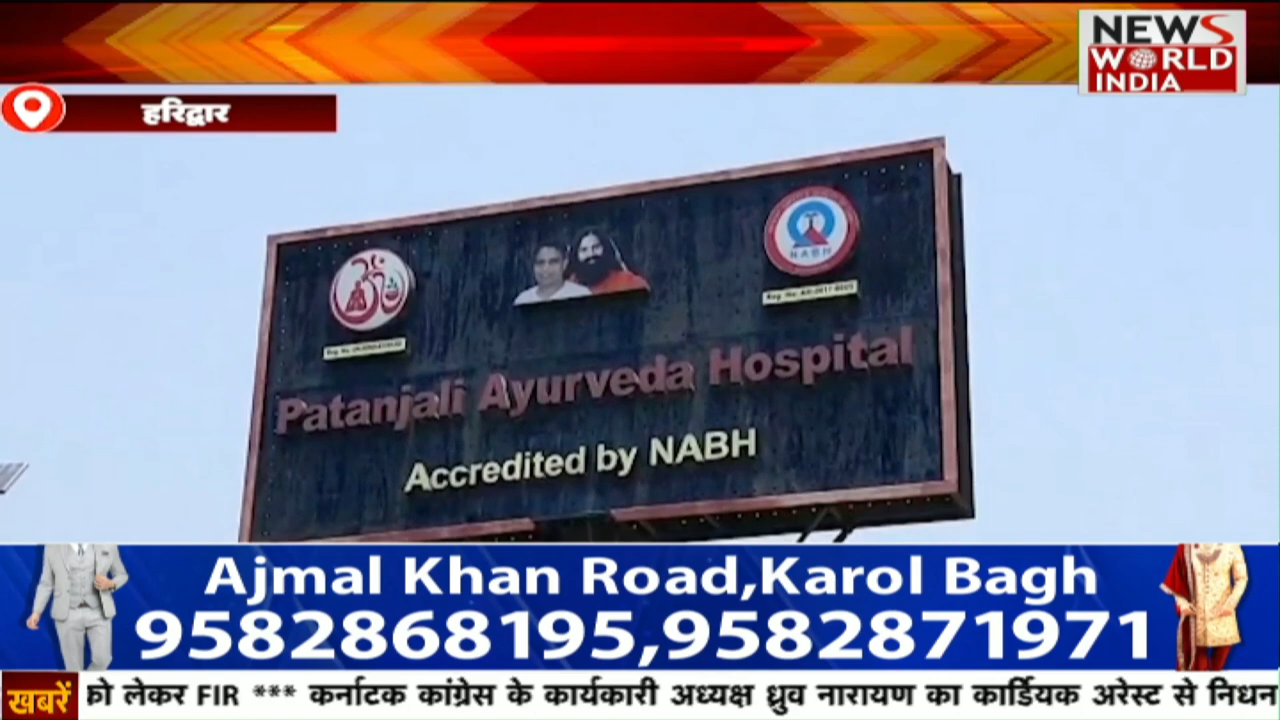 NEWS
WORLD
INDIA
हरिद्वार
NABH
Patanjali Ayurveda Hospital
Accredited by NABH
Ajmal Khan Road,Karol Bagh
9582868195,9582871971
खबरें
को लेकर FIR *** कर्नाटक कांग्रेस के कार्यकारी अध्यक्ष ध्रुव नारायण का कार्डियक अरेस्ट से निधन